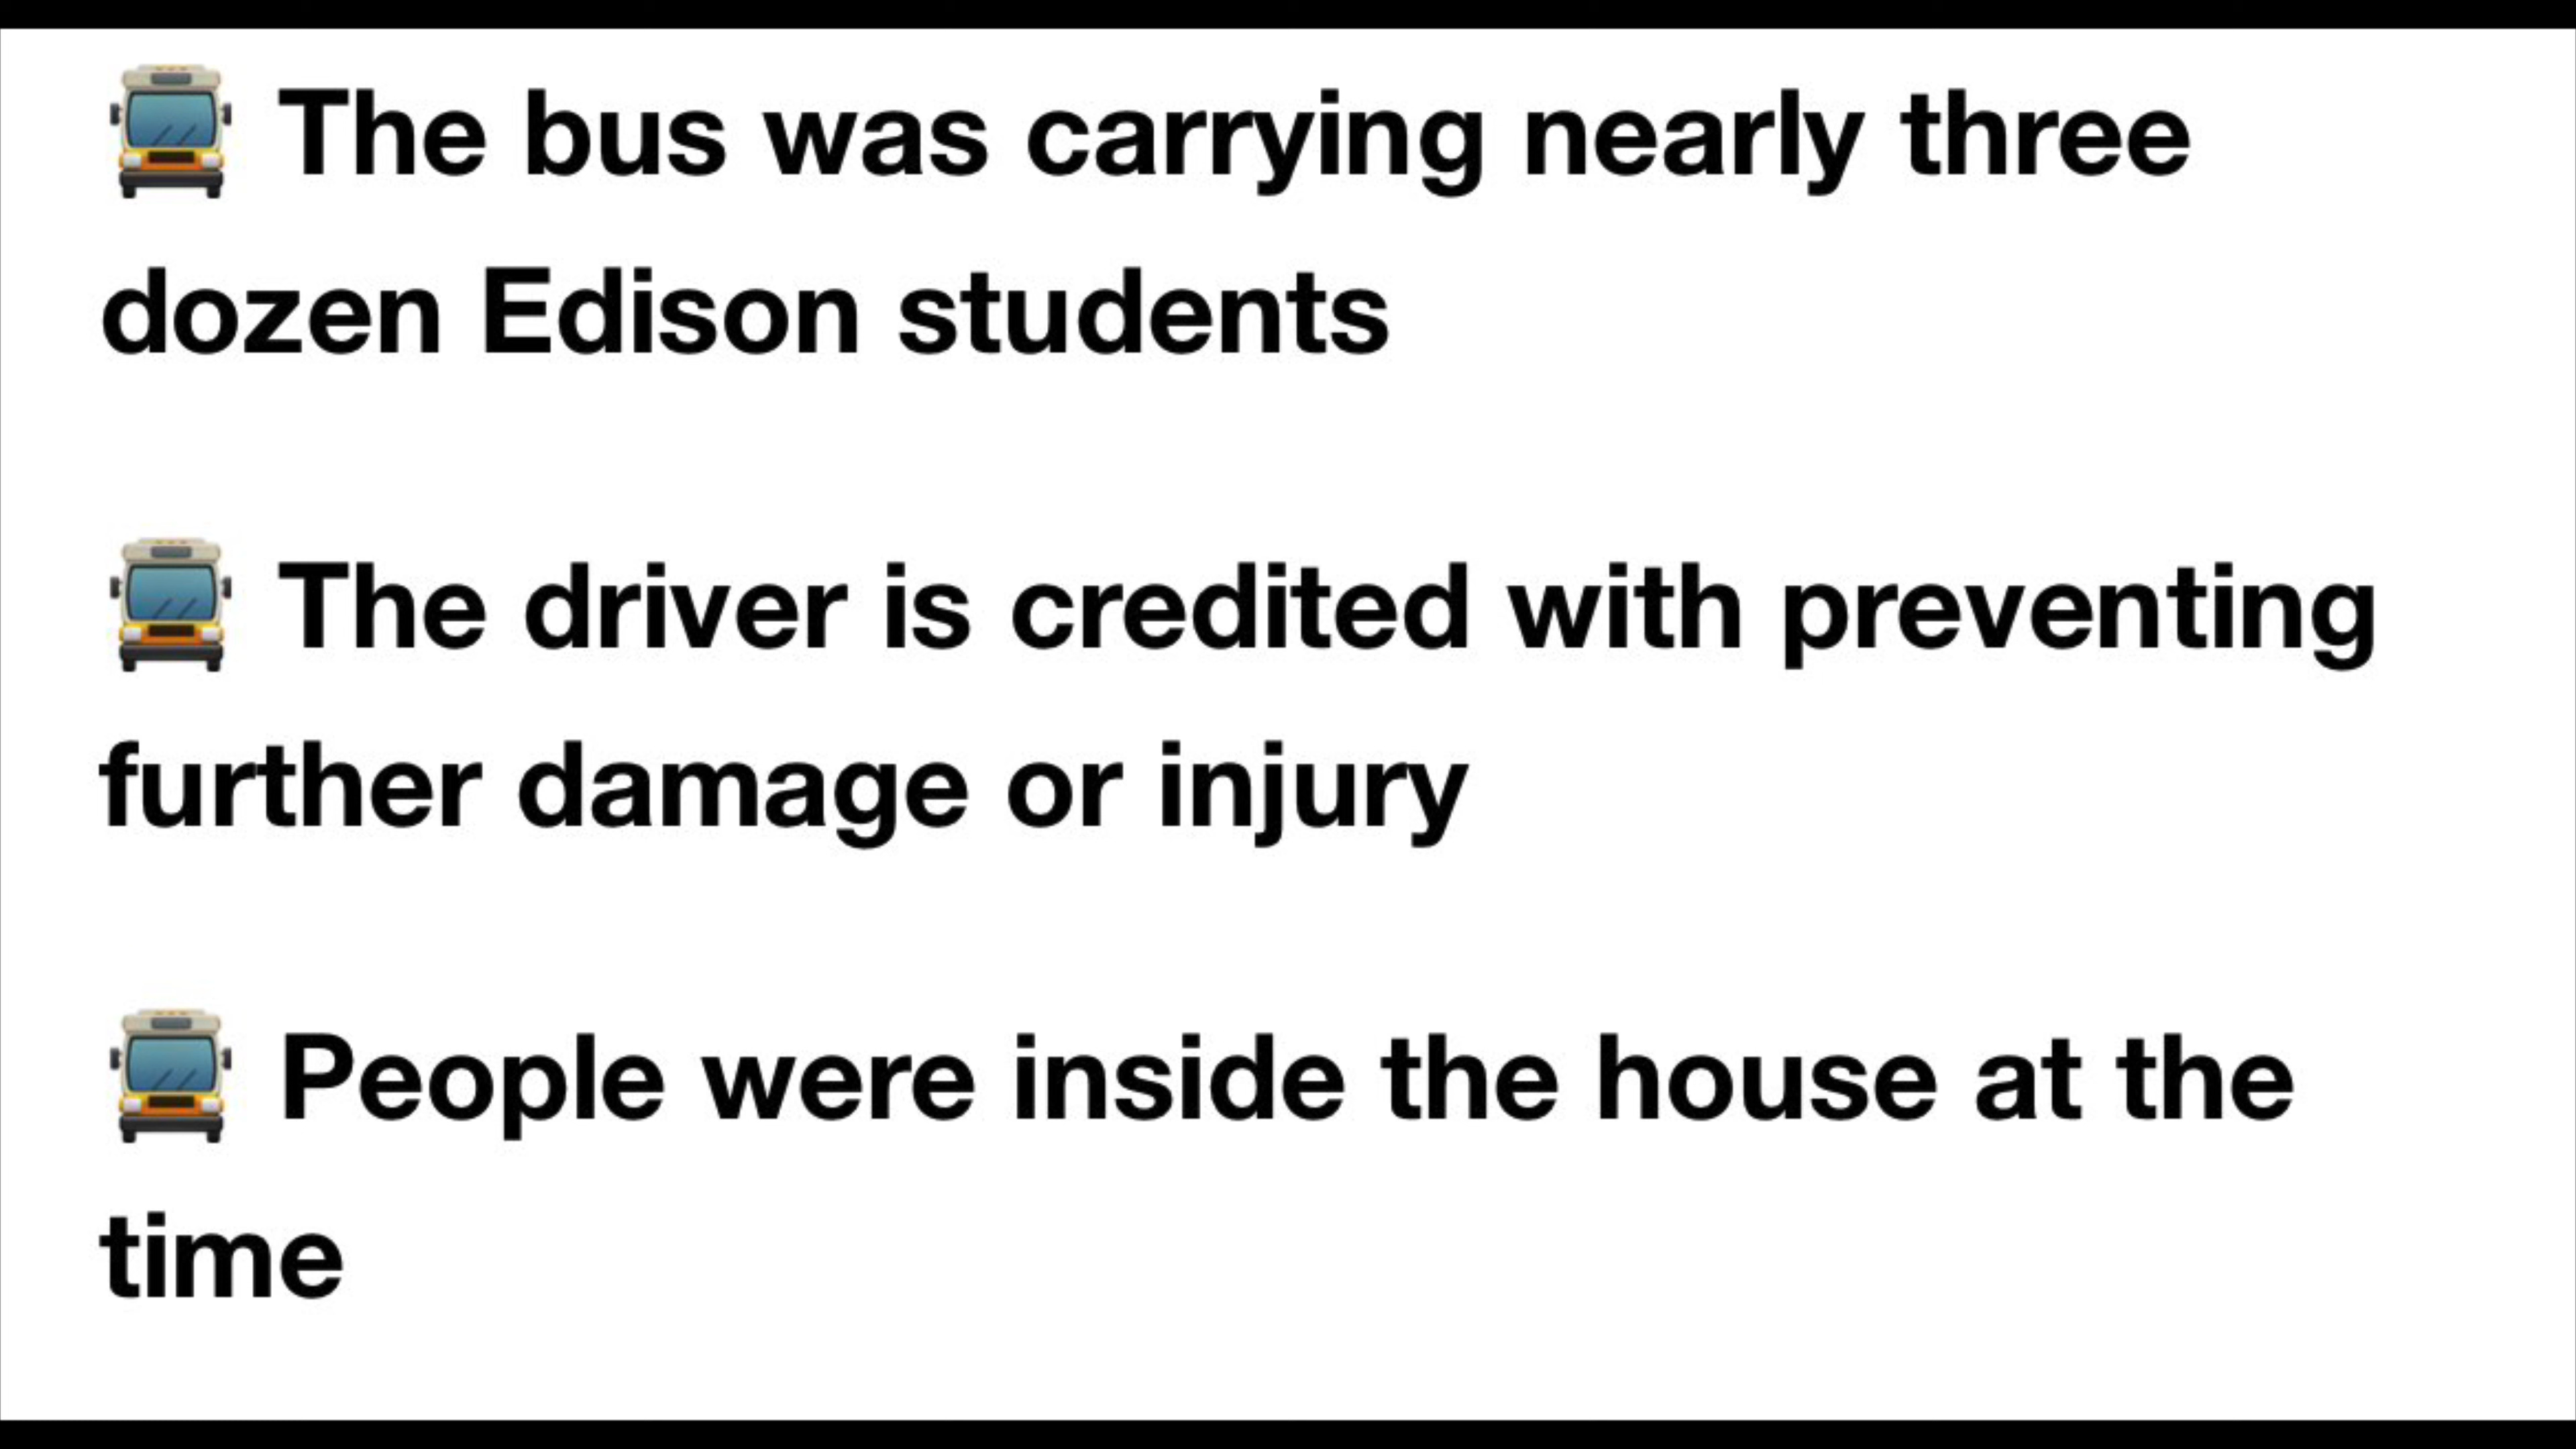 🚍 The bus was carrying nearly three
dozen Edison students
🚍 The driver is credited with preventing
further damage or injury
🚍 People were inside the house at the
time